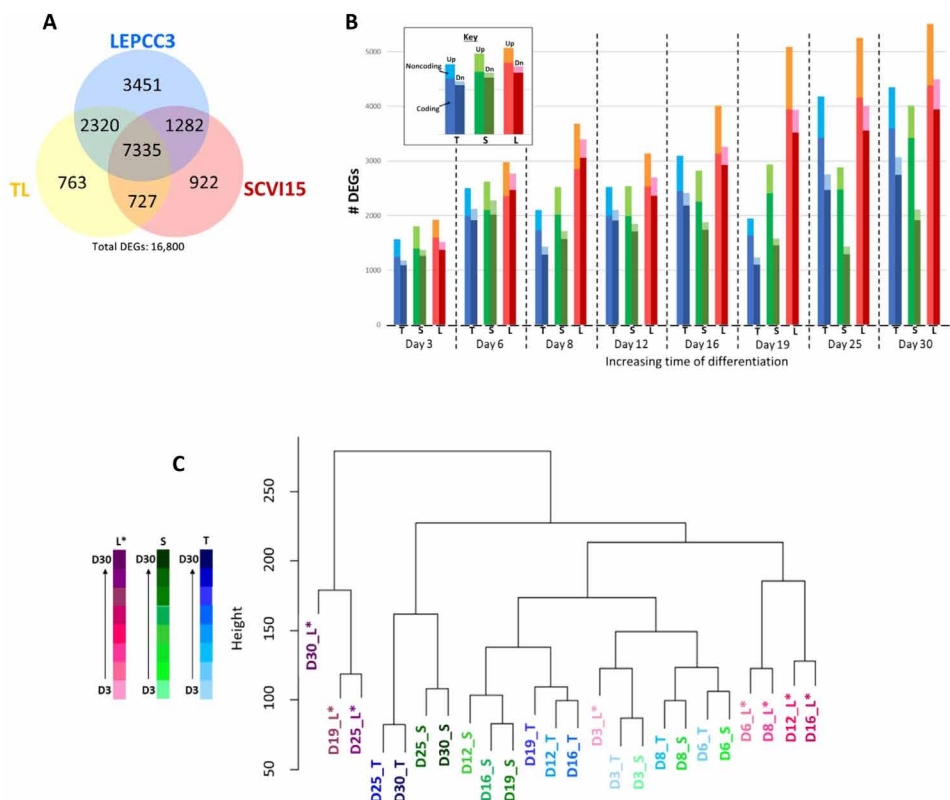 A
LEPCC3
3451
2320
1282
7335
TL
763
922
SCVI15
727
Total DEGs: 16,800
B
# DEGs
5000
4000
3000
2000
1000
0
Key
Up
Dn
Up
Dn
Up
Dn
Noncoding
Coding
T
S
L
T S L T S L T S L T S L T S L T S L T S L T S L
Day 3 Day 6 Day 8 Day 12 Day 16 Day 19 Day 25 Day 30
Increasing time of differentiation
C
L* S T
D30 D30 D30
D3 D3 D3
Height
250
200
150
100
50
D30_L*
D19_L*
D25_L*
D25_T
D30_T
D25_S
D30_S
D12_S
D16_S
D19_S
D19_T
D12_T
D16_T
D3_L*
D3_T
D3_S
D8_T
D8_S
D6_T
D6_S
D6_L*
D8_L*
D12_L*
D16_L*